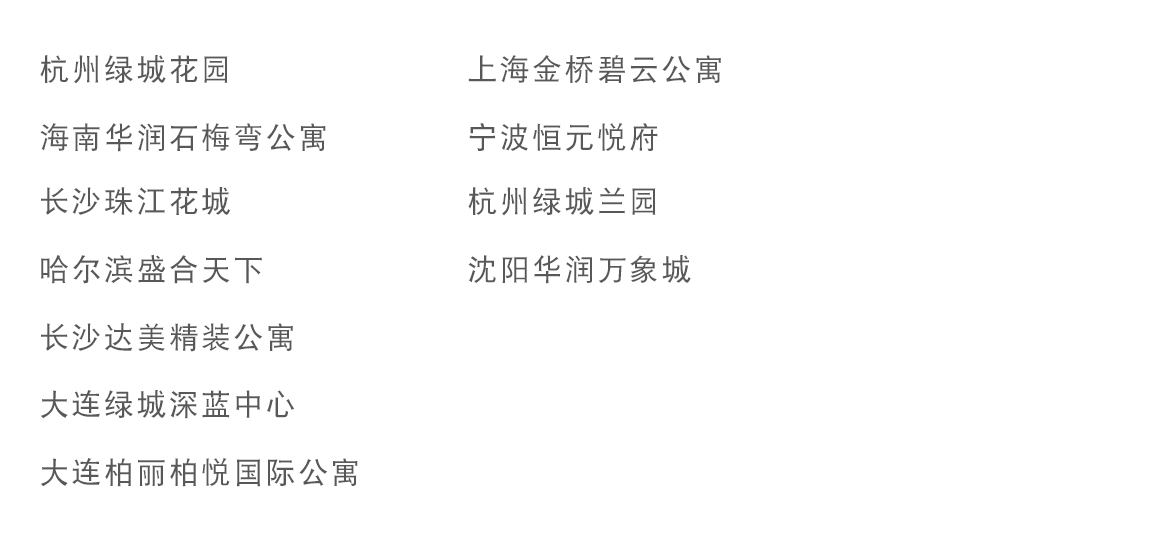 杭州绿城花园
海南华润石梅弯公寓
长沙珠江花城
哈尔滨盛合天下
长沙达美精装公寓
大连绿城深蓝中心
大连柏丽柏悦国际公寓
上海金桥碧云公寓
宁波恒元悦府
杭州绿城兰园
沈阳华润万象城